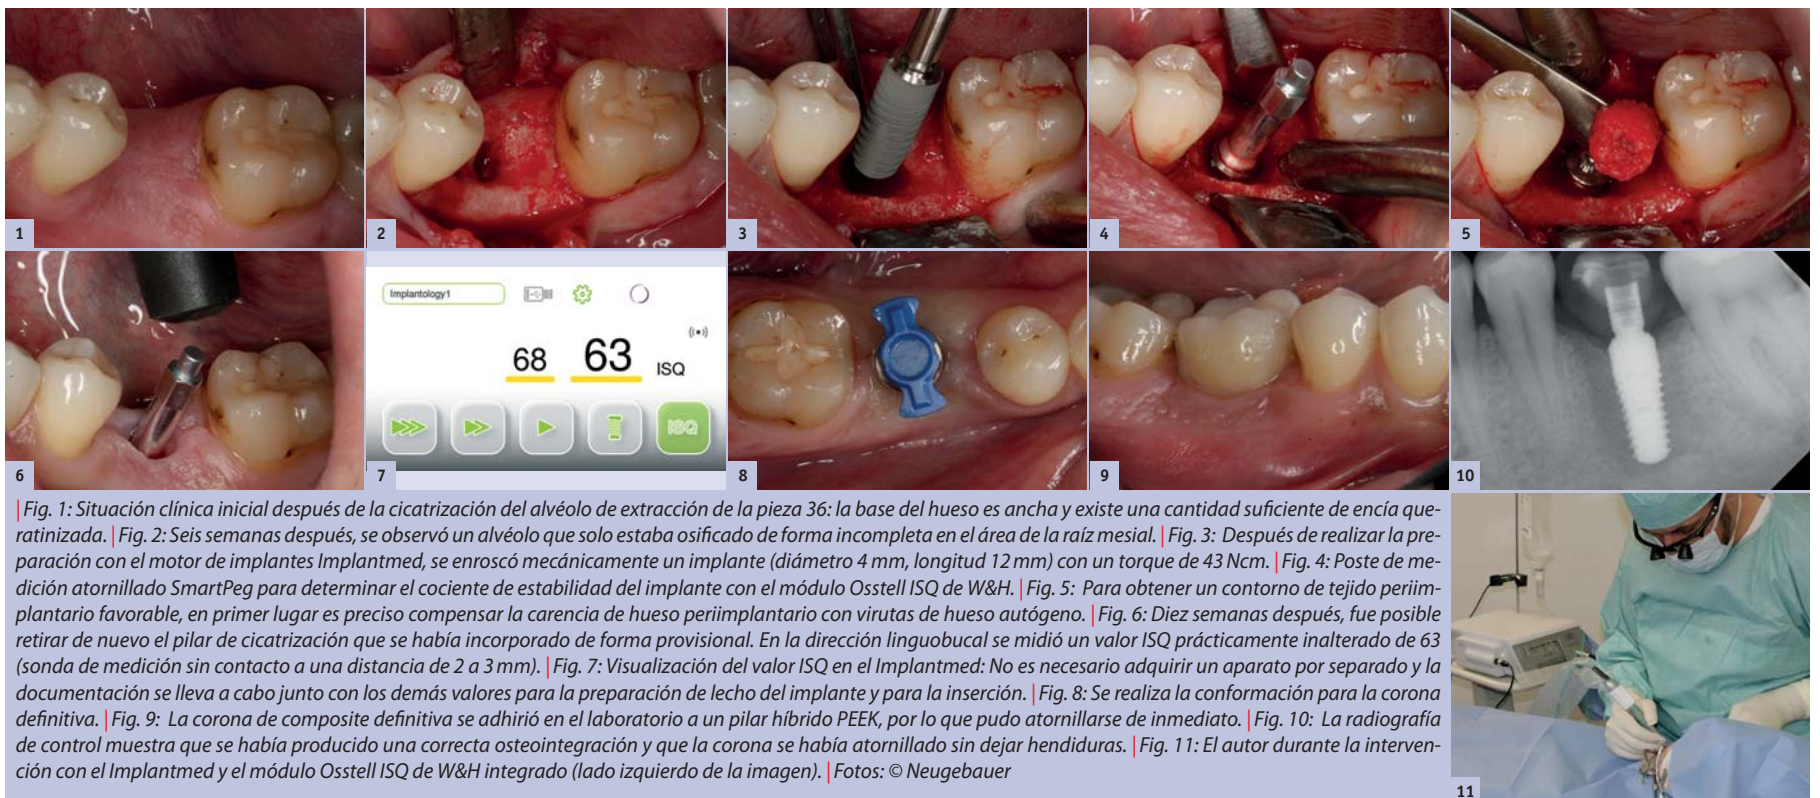 1
2
3
4
5
6
Implantology1
68 63 ISQ
ISQ
7
8
9
10
|Fig. 1: Situación clínica inicial después de la cicatrización del alvéolo de extracción de la pieza 36: la base del hueso es ancha y existe una cantidad suficiente de encía que-
ratinizada. |Fig. 2: Seis semanas después, se observó un alvéolo que solo estaba osificado de forma incompleta en el área de la raíz mesial. |Fig. 3: Después de realizar la pre-
paración con el motor de implantes Implantmed, se enroscó mecánicamente un implante (diámetro 4 mm, longitud 12 mm) con un torque de 43 Ncm. |Fig. 4: Poste de me-
dición atornillado SmartPeg para determinar el cociente de estabilidad del implante con el módulo Osstell ISQ de W&H. |Fig. 5: Para obtener un contorno de tejido periim-
plantario favorable, en primer lugar es preciso compensar la carencia de hueso periimplantario con virutas de hueso autógeno. |Fig. 6: Diez semanas después, fue posible
retirar de nuevo el pilar de cicatrización que se había incorporado de forma provisional. En la dirección linguobucal se midió un valor ISQ prácticamente inalterado de 63
(sonda de medición sin contacto a una distancia de 2 a 3 mm). |Fig. 7: Visualización del valor ISQ en el Implantmed: No es necesario adquirir un aparato por separado y la
documentación se lleva a cabo junto con los demás valores para la preparación de lecho del implante y para la inserción. |Fig. 8: Se realiza la conformación para la corona
definitiva. |Fig. 9: La corona de composite definitiva se adhirió en el laboratorio a un pilar híbrido PEEK, por lo que pudo atornillarse de inmediato. |Fig. 10: La radiografía
de control muestra que se había producido una correcta osteointegración y que la corona se había atornillado sin dejar hendiduras. |Fig. 11: El autor durante la interven-
ción con el Implantmed y el módulo Osstell ISQ de W&H integrado (lado izquierdo de la imagen). |Fotos: © Neugebauer
11